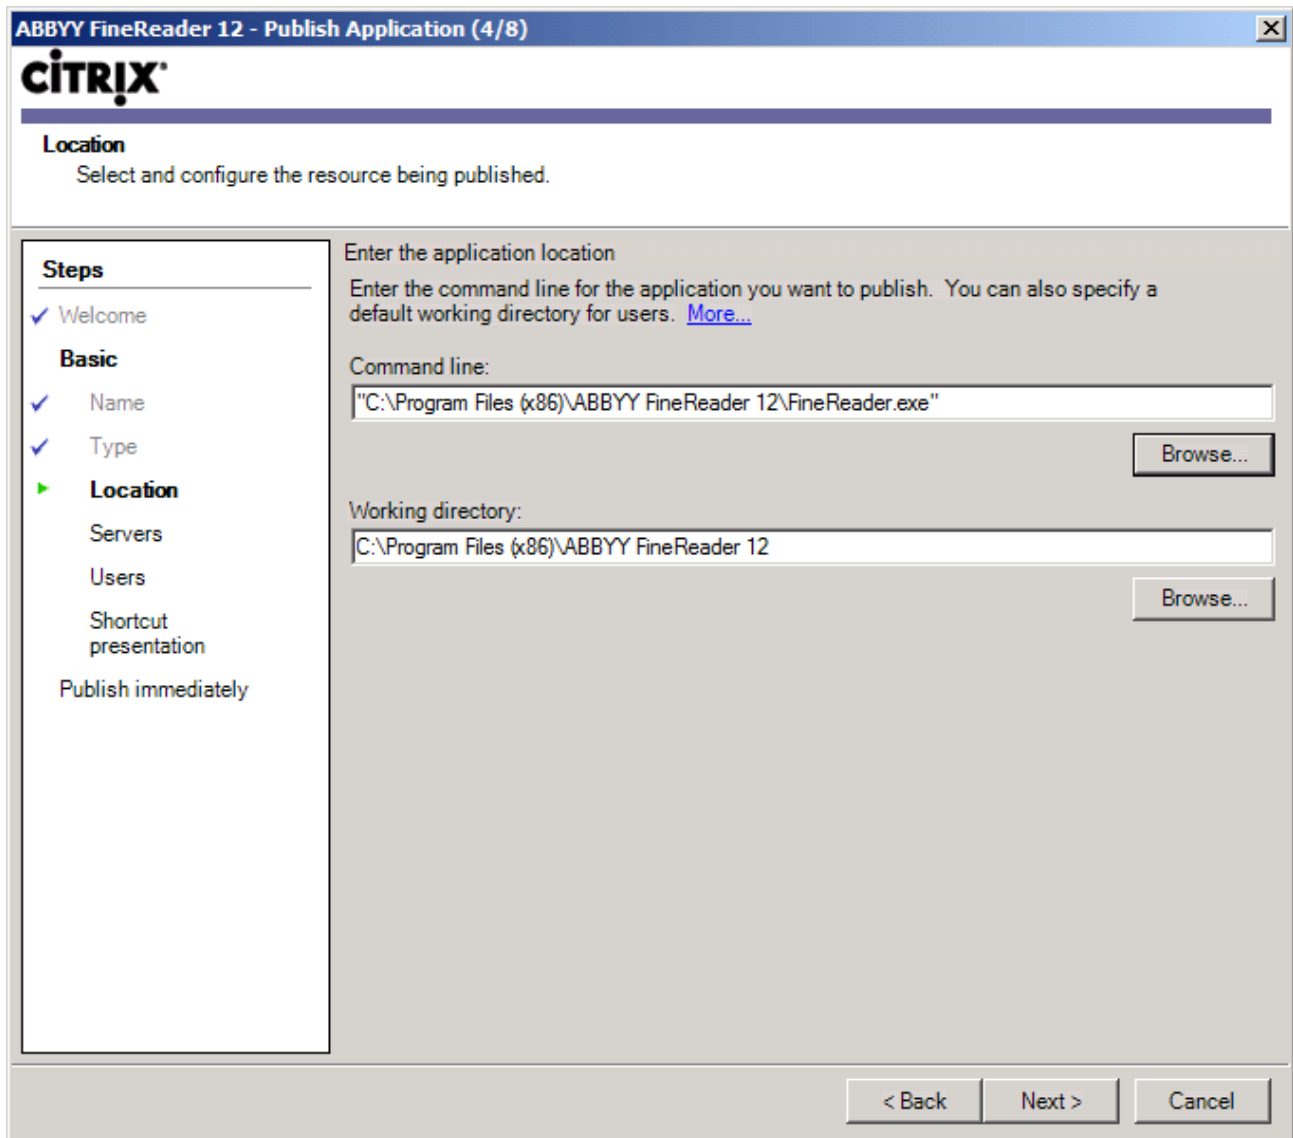 ABBYY FineReader 12 - Publish Application (4/8)
CİTRIX
Location
Select and configure the resource being published.
Steps
Welcome
Basic
Name
Type
Location
Servers
Users
Shortcut
presentation
Publish immediately
Enter the application location
Enter the command line for the application you want to publish. You can also specify a
default working directory for users. More...
Command line:
"C:\Program Files (x86)\ABBYY FineReader 12\FineReader.exe"
Browse...
Working directory:
C:\Program Files (x86)\ABBYY FineReader 12
Browse...
< Back
Next >
Cancel